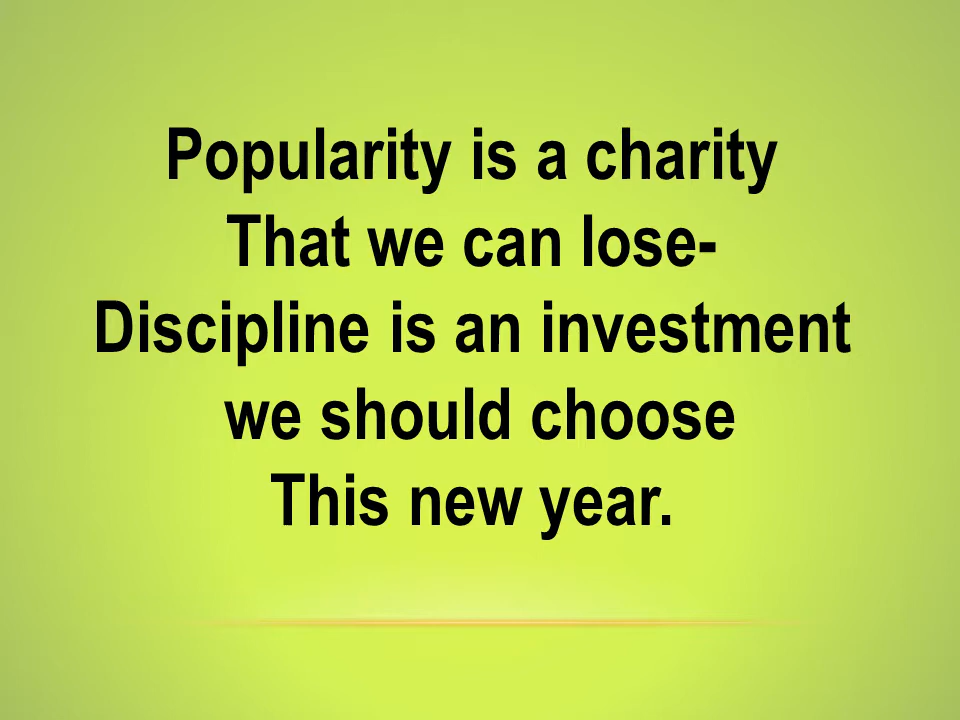 Popularity is a charity
That we can lose-
Discipline is an investment
we should choose
This new year.